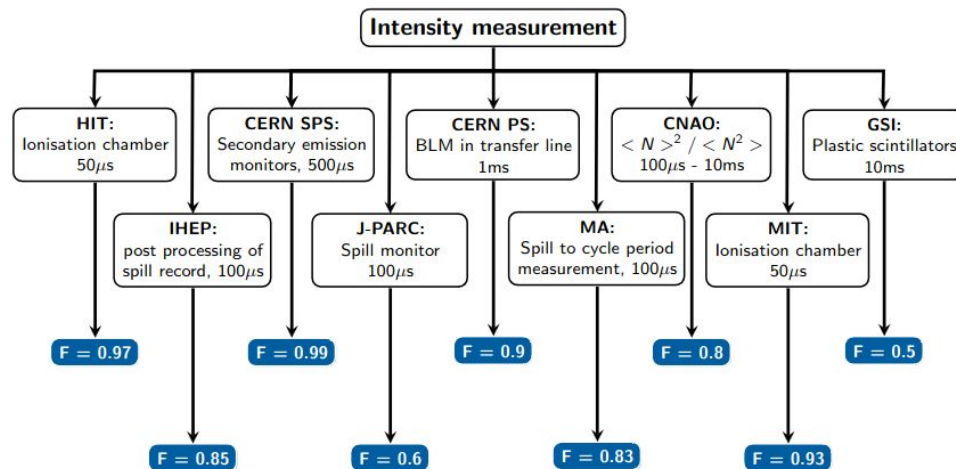 Intensity measurement
HIT:
Ionisation chamber
50μs
CERN SPS:
Secondary emission
monitors, 500μs
CERN PS:
BLM in transfer line
1ms
CNAO:
< N >² / < N² >
100μs - 10ms
GSI:
Plastic scintillators
10ms
IHEP:
post processing of
spill record, 100μs
J-PARC:
Spill monitor
100μs
MA:
Spill to cycle period
measurement, 100μs
MIT:
Ionisation chamber
50μs
F = 0.97
F = 0.99
F = 0.9
F = 0.8
F = 0.5
F = 0.85
F = 0.6
F = 0.83
F = 0.93